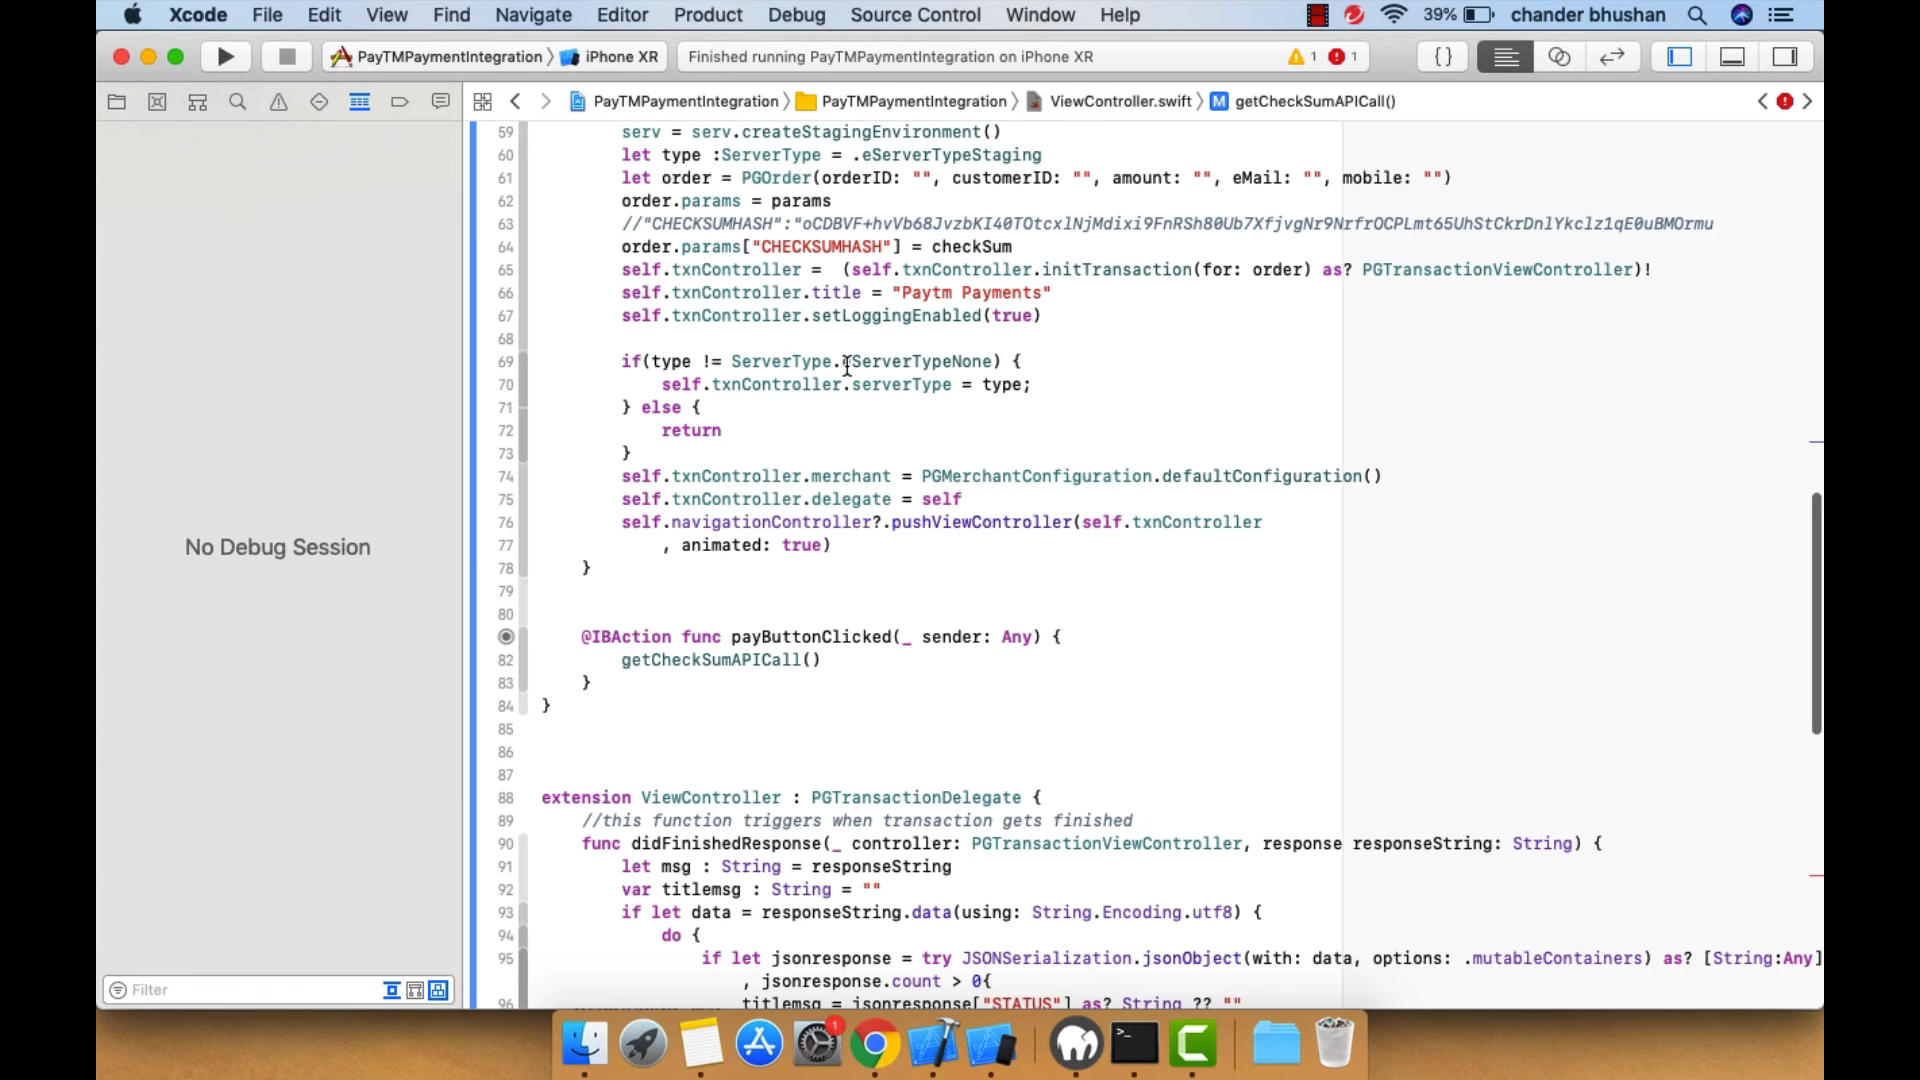 Xcode File Edit View Find Navigate Editor Product Debug Source Control Window Help 39% chander bhushan
PayTMPaymentIntegration iPhone XR Finished running PayTMPaymentIntegration on iPhone XR 1 1 {}
PayTMPaymentIntegration PayTMPaymentIntegration ViewController.swift M getCheckSumAPICall()
59 serv = serv.createStagingEnvironment()
60 let type :ServerType = .eServerTypeStaging
61 let order = PGOrder(orderID: "", customerID: "", amount: "", eMail: "", mobile: "")
62 order.params = params
63 //"CHECKSUMHASH":"oCDBVF+hvVb68JvzbKI40TOtcxlNjMdixi9FnRSh80Ub7XfjvgNr9NrfrOCPLmt65UhStCkrDnlYkclz1qE0uBMOrmu
64 order.params["CHECKSUMHASH"] = checkSum
65 self.txnController = (self.txnController.initTransaction(for: order) as? PGTransactionViewController)!
66 self.txnController.title = "Paytm Payments"
67 self.txnController.setLoggingEnabled(true)
68
69 if(type != ServerType.eServerTypeNone) {
70 self.txnController.serverType = type;
71 } else {
72 return
73 }
74 self.txnController.merchant = PGMerchantConfiguration.defaultConfiguration()
75 self.txnController.delegate = self
76 self.navigationController?.pushViewController(self.txnController
77 , animated: true)
78 }
79
80
@IBAction func payButtonClicked(_ sender: Any) {
82 getCheckSumAPICall()
83 }
84 }
85
86
87
88 extension ViewController : PGTransactionDelegate {
89 //this function triggers when transaction gets finished
90 func didFinishedResponse(_ controller: PGTransactionViewController, response responseString: String) {
91 let msg : String = responseString
92 var titlemsg : String = ""
93 if let data = responseString.data(using: String.Encoding.utf8) {
94 do {
95 if let jsonresponse = try JSONSerialization.jsonObject(with: data, options: .mutableContainers) as? [String:Any]
, jsonresponse.count > 0{
96 titlemsg = jsonresponse["STATUS"] as? String ?? ""
No Debug Session
Filter
1